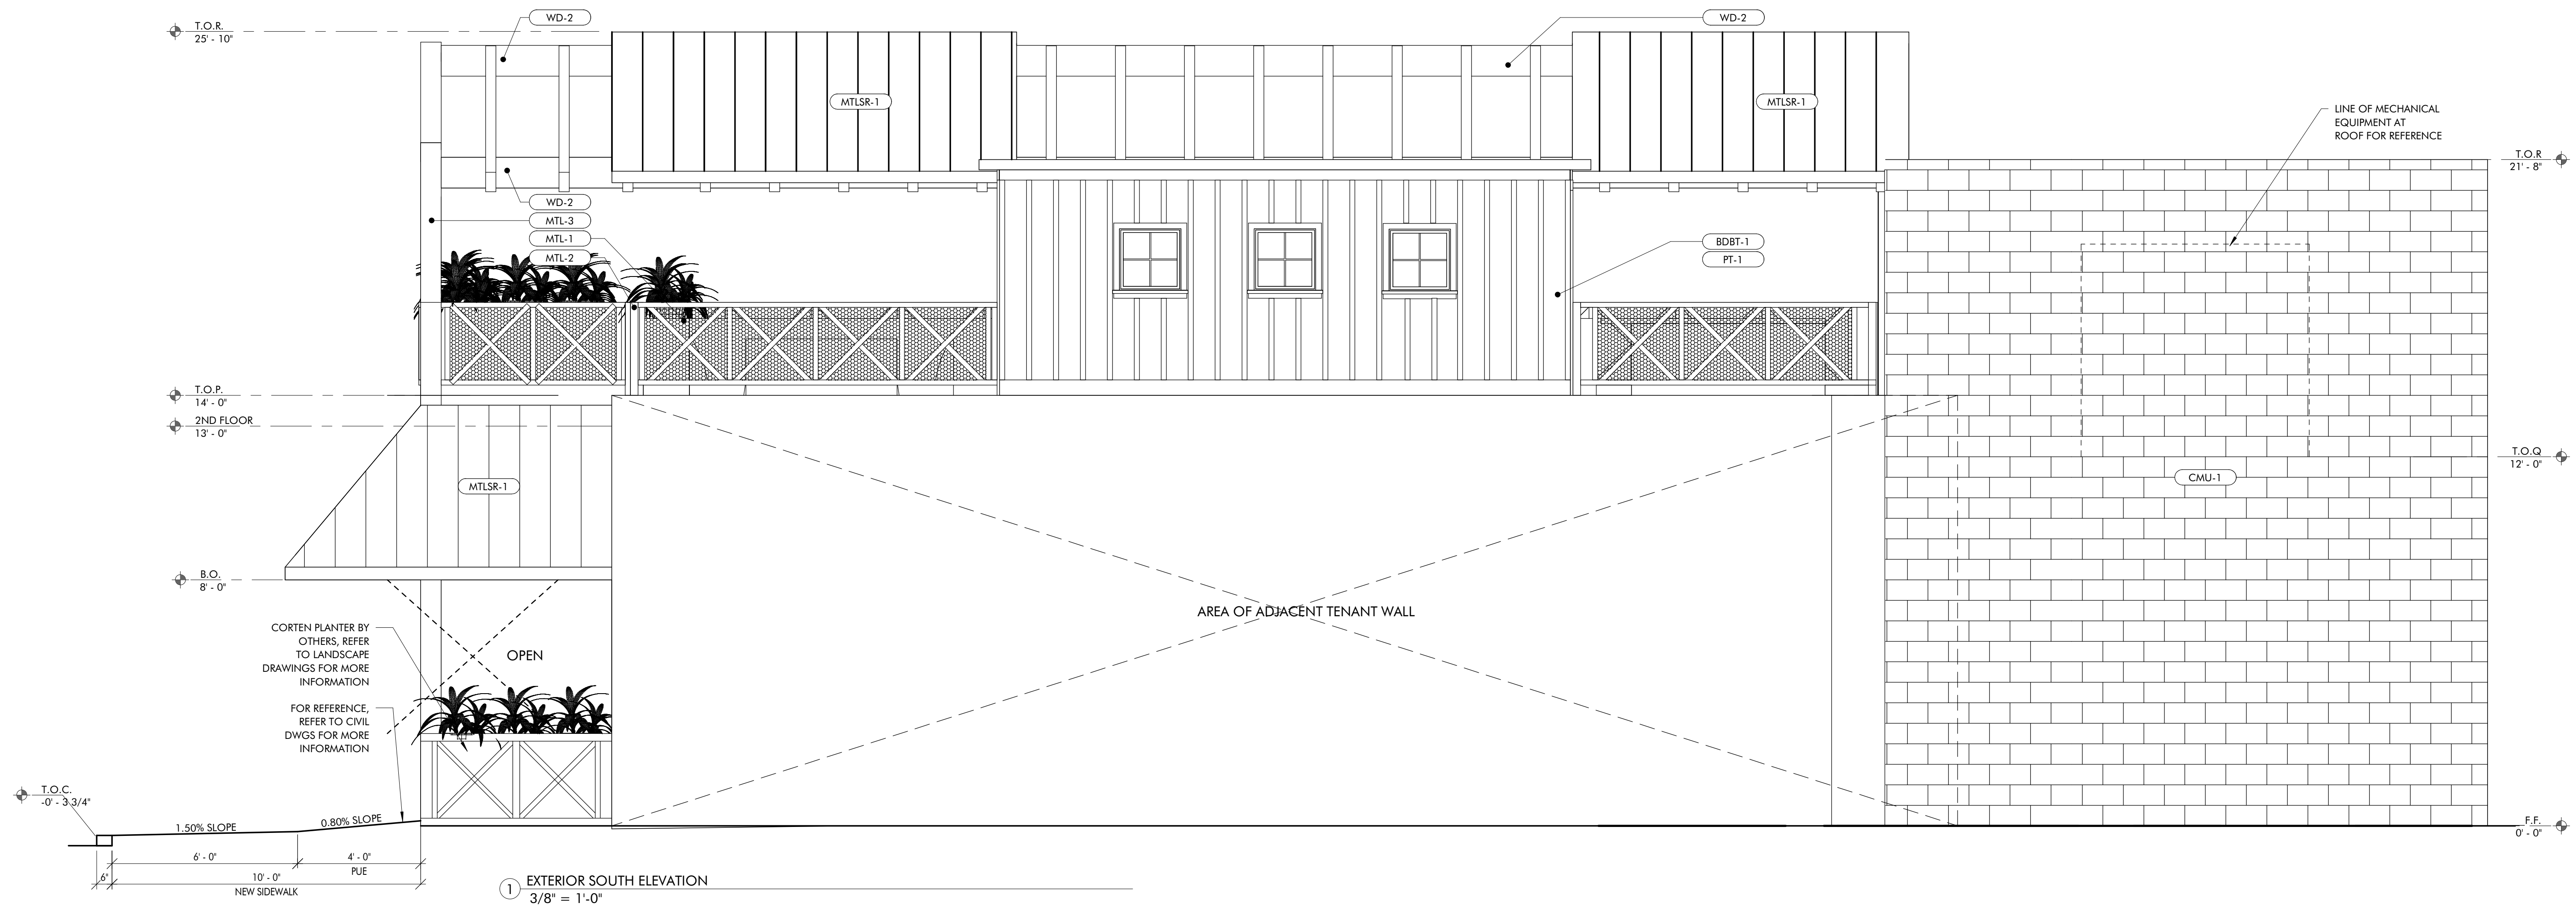 T.O.R.
25' - 10"
WD-2
WD-2
MTLSR-1
MTLSR-1
LINE OF MECHANICAL
EQUIPMENT AT
ROOF FOR REFERENCE
T.O.R
21' - 8"
WD-2
MTL-3
MTL-1
MTL-2
BDBT-1
PT-1
T.O.P.
14' - 0"
2ND FLOOR
13' - 0"
T.O.Q
12' - 0"
MTLSR-1
CMU-1
B.O.
8' - 0"
AREA OF ADJACENT TENANT WALL
CORTEN PLANTER BY
OTHERS, REFER
TO LANDSCAPE
DRAWINGS FOR MORE
INFORMATION
OPEN
FOR REFERENCE,
REFER TO CIVIL
DWGS FOR MORE
INFORMATION
T.O.C.
-0' - 3 3/4"
1.50% SLOPE
0.80% SLOPE
F.F.
0' - 0"
6' - 0"
4' - 0"
PUE
6"
10' - 0"
NEW SIDEWALK
1
EXTERIOR SOUTH ELEVATION
3/8" = 1'-0"